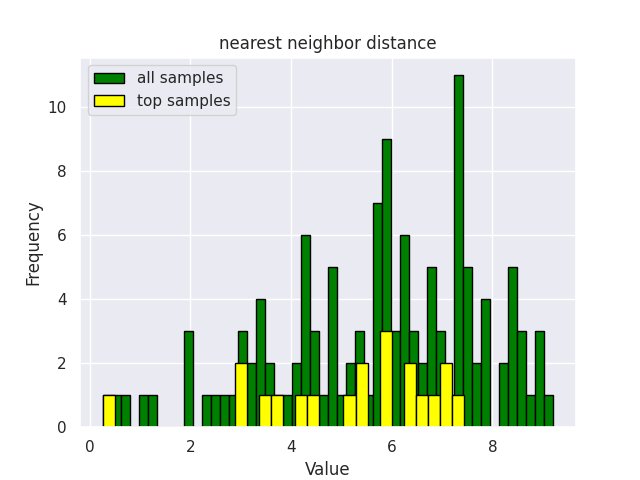 nearest neighbor distance
all samples
top samples
Frequency
10
8
6
4
2
0
0 2 4 6 8
Value